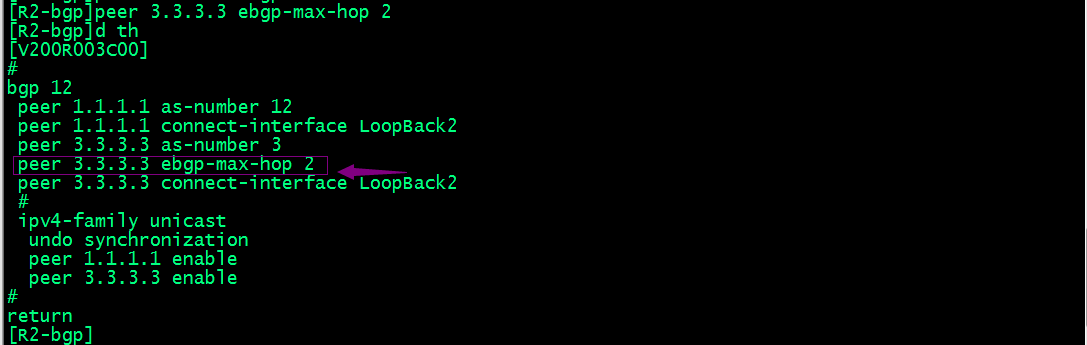 [R2-bgp]peer 3.3.3.3 ebgp-max-hop 2
[R2-bgp]d th
[V200R003C00]
#
bgp 12
 peer 1.1.1.1 as-number 12
 peer 1.1.1.1 connect-interface LoopBack2
 peer 3.3.3.3 as-number 3
 peer 3.3.3.3 ebgp-max-hop 2
 peer 3.3.3.3 connect-interface LoopBack2
 #
 ipv4-family unicast
  undo synchronization
  peer 1.1.1.1 enable
  peer 3.3.3.3 enable
#
return
[R2-bgp]